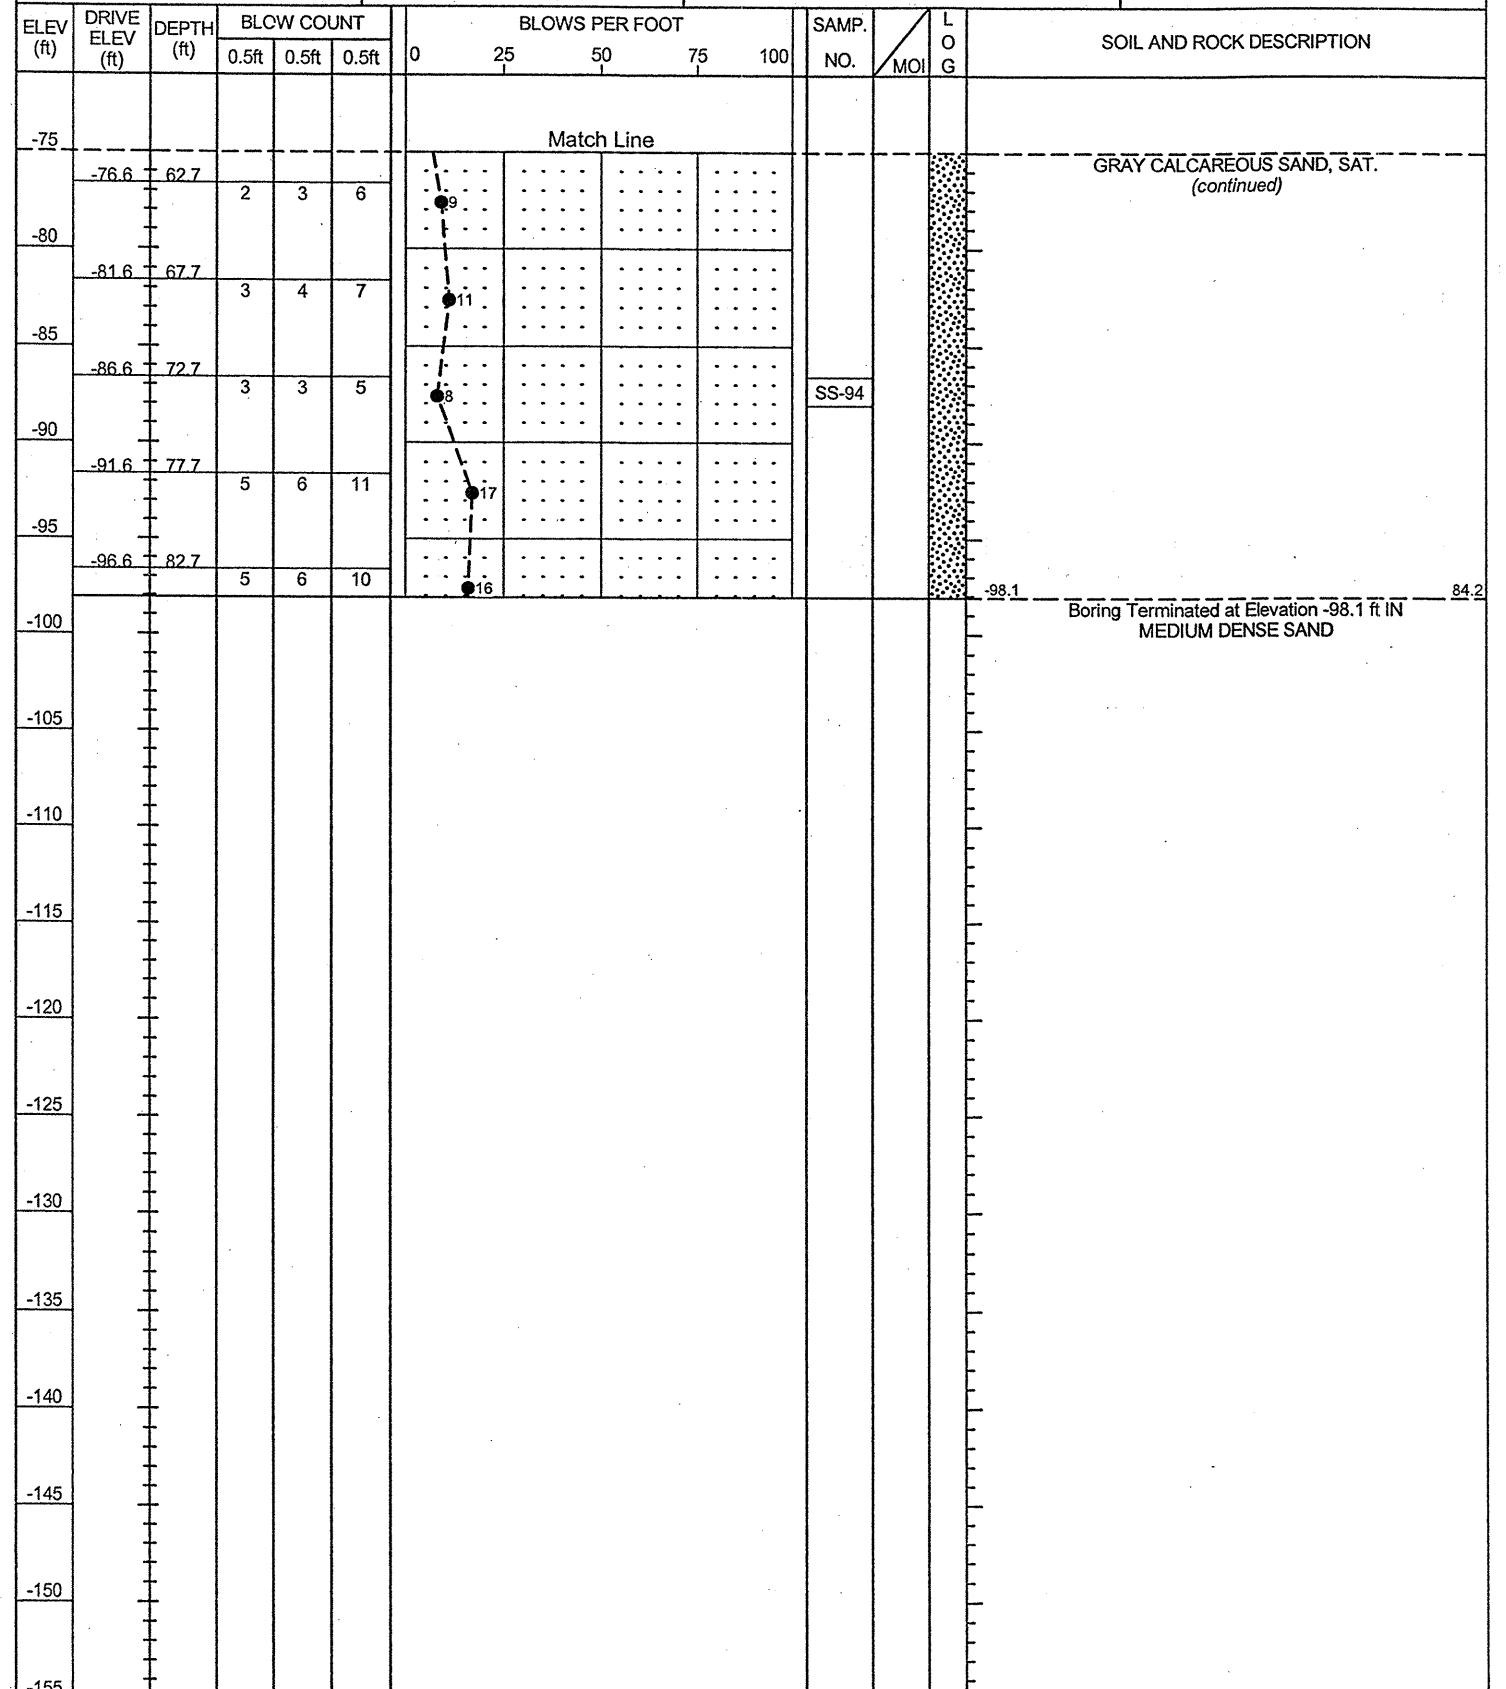 ELEV (ft) DRIVE ELEV (ft) DEPTH (ft) BLOW COUNT BLOWS PER FOOT SAMP. NO. MOI LOG SOIL AND ROCK DESCRIPTION
0.5ft 0.5ft 0.5ft 0 25 50 75 100
Match Line
-75
GRAY CALCAREOUS SAND, SAT.
(continued)
-76.6 62.7
2 3 6 9
-80
-81.6 67.7
3 4 7 11
-85
-86.6 72.7
3 3 5 8 SS-94
-90
-91.6 77.7
5 6 11 17
-95
-96.6 82.7
5 6 10 16
-98.1 84.2
Boring Terminated at Elevation -98.1 ft IN
MEDIUM DENSE SAND
-100
-105
-110
-115
-120
-125
-130
-135
-140
-145
-150
-155